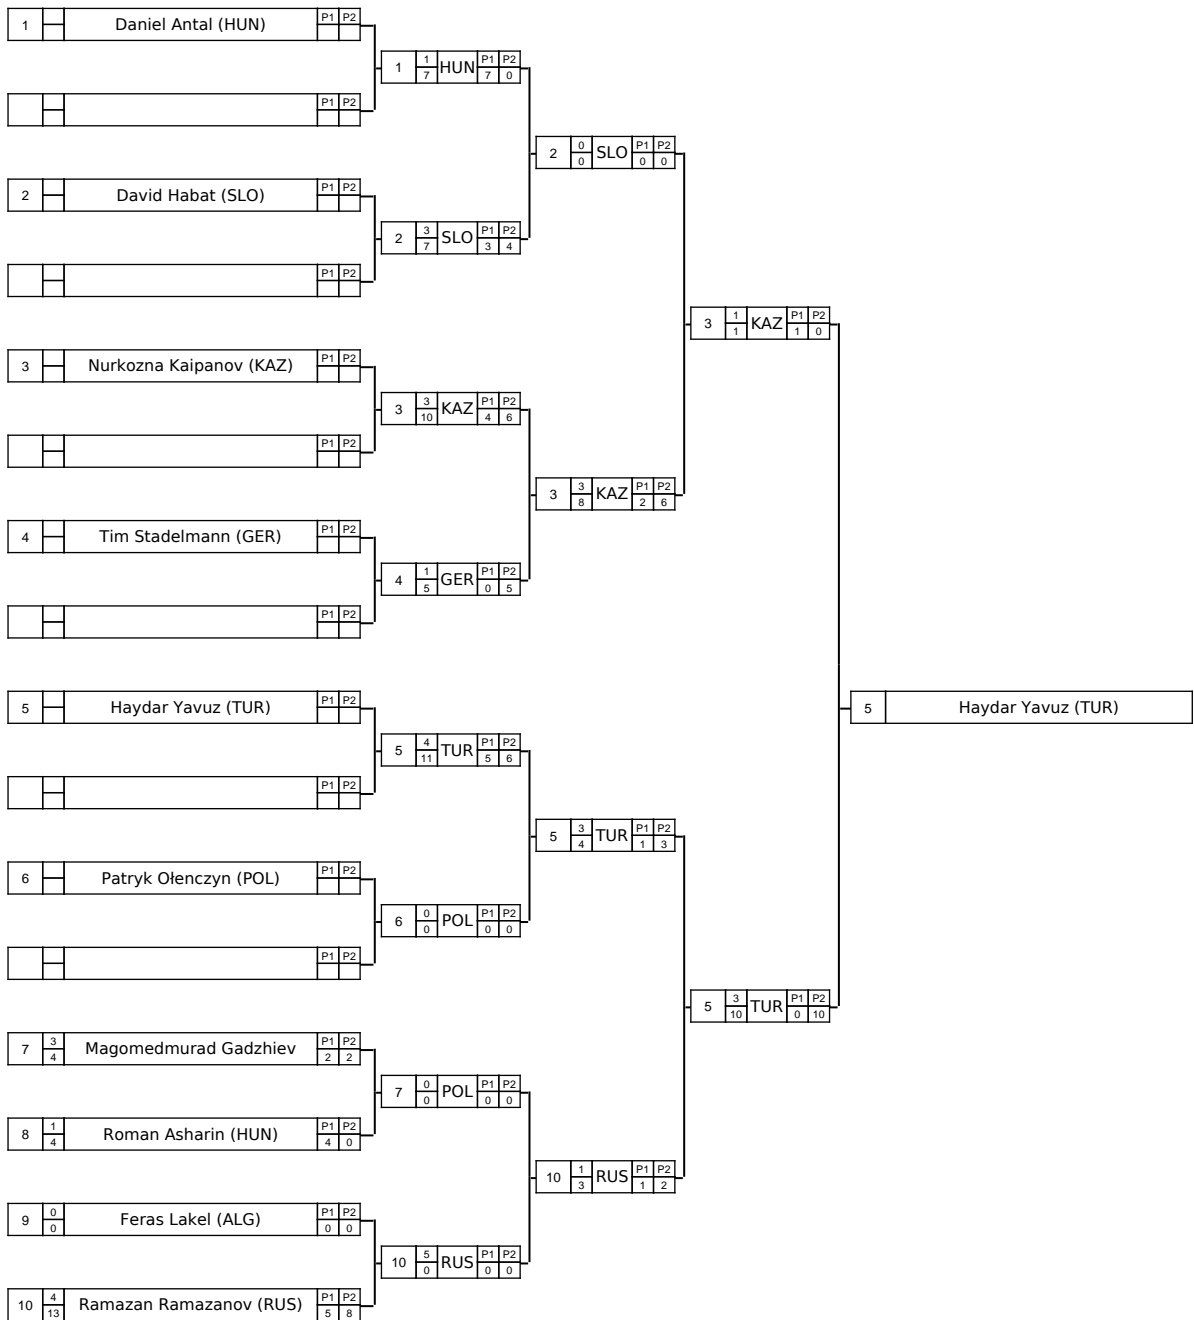 1 Daniel Antal (HUN) P1 P2
1 1 7 HUN P1 P2 7 0
P1 P2
2 0 0 SLO P1 P2 0 0
2 David Habat (SLO) P1 P2
2 3 7 SLO P1 P2 3 4
P1 P2
3 1 1 KAZ P1 P2 1 0
3 Nurkozna Kaipanov (KAZ) P1 P2
3 3 10 KAZ P1 P2 4 6
P1 P2
3 3 8 KAZ P1 P2 2 6
4 Tim Stadelmann (GER) P1 P2
4 1 5 GER P1 P2 0 5
P1 P2
5 Haydar Yavuz (TUR) P1 P2
5 Haydar Yavuz (TUR)
5 4 11 TUR P1 P2 5 6
P1 P2
5 3 4 TUR P1 P2 1 3
6 Patryk Ołenczyn (POL) P1 P2
6 0 0 POL P1 P2 0 0
P1 P2
5 3 10 TUR P1 P2 0 10
7 3 4 Magomedmurad Gadzhiev P1 P2 2 2
7 0 0 POL P1 P2 0 0
8 1 4 Roman Asharin (HUN) P1 P2 4 0
10 1 3 RUS P1 P2 1 2
9 0 0 Feras Lakel (ALG) P1 P2 0 0
10 5 0 RUS P1 P2 0 0
10 4 13 Ramazan Ramazanov (RUS) P1 P2 5 8